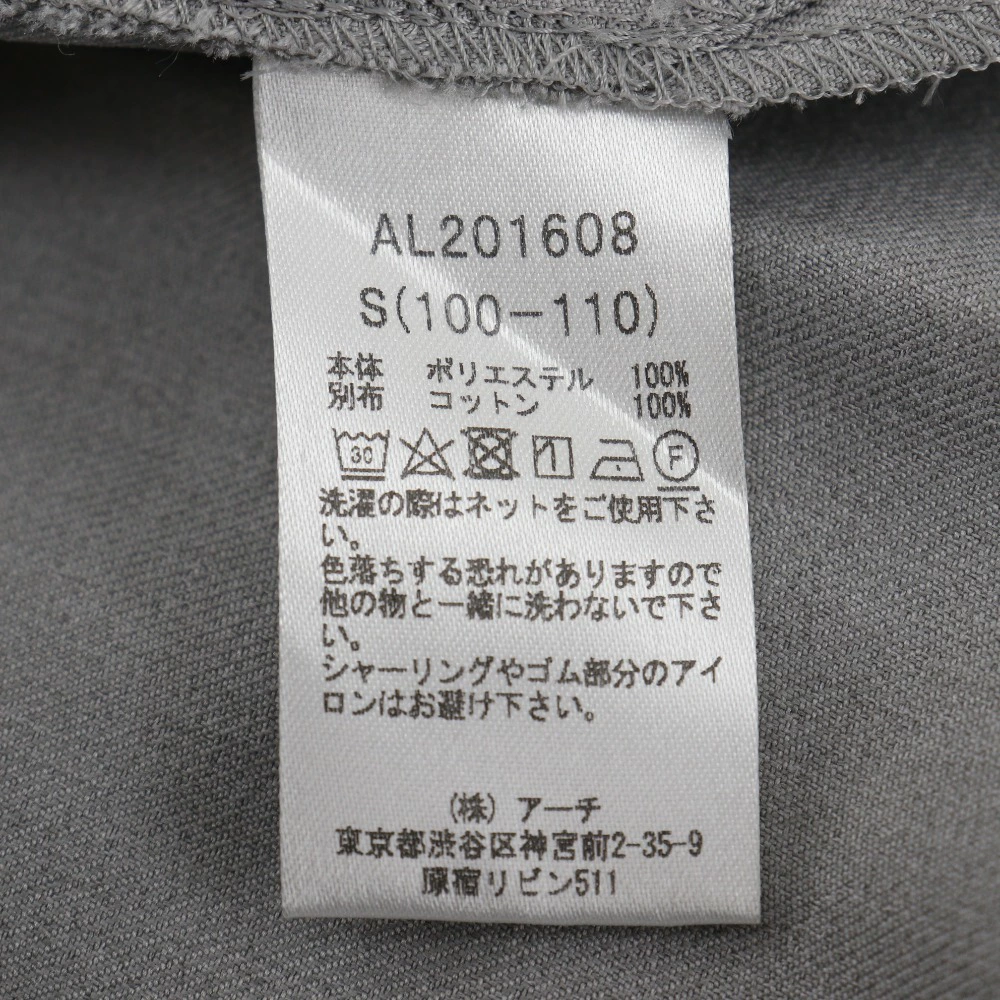 AL201608
S(100-110)
本体 ポリエステル 100%
別布 コットン 100%
30 F
洗濯の際はネットをご使用下さ
い。
色落ちする恐れがありますので
他の物と一緒に洗わないで下さ
い。
シャーリングやゴム部分のアイ
ロンはお避け下さい。
(株) アーチ
東京都渋谷区神宮前2-35-9
原宿リビン511